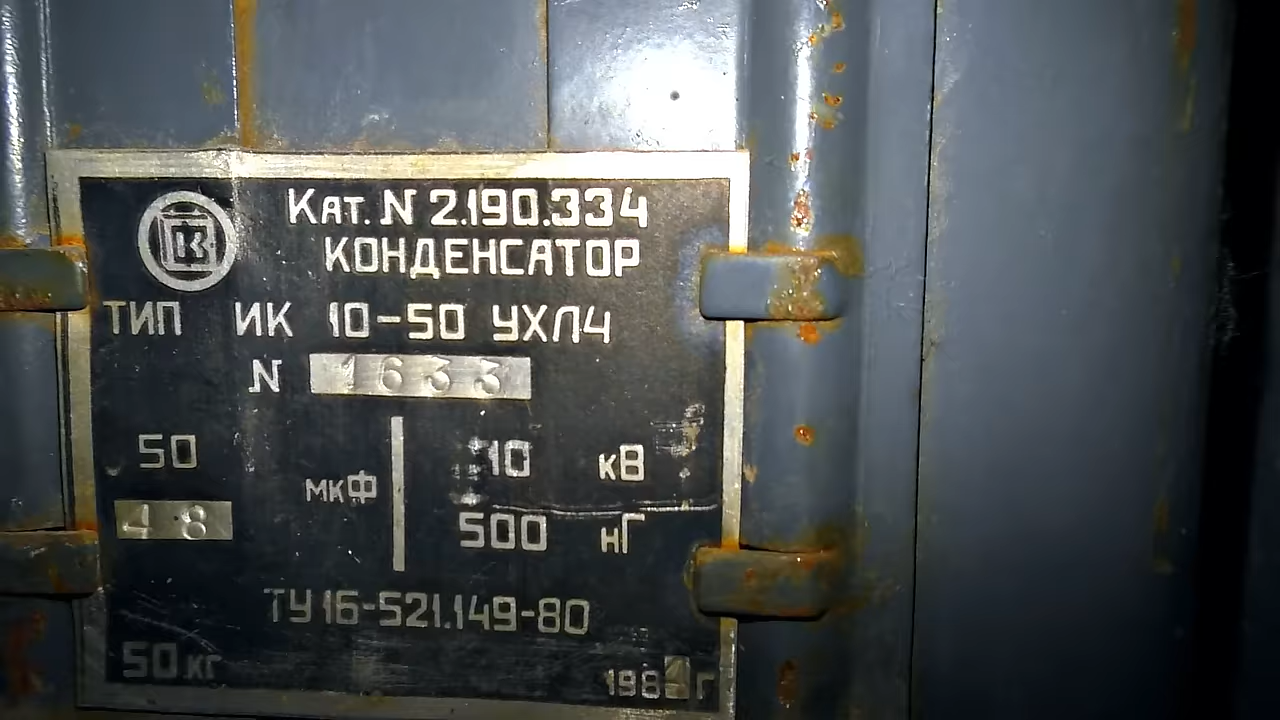 Кат. N 2.190.334
КОНДЕНСАТОР
ТИП ИК 10-50 УХЛ4
N 1633
50 мкФ 10 кВ
48 500 нГ
ТУ 16-521.149-80
50 кг